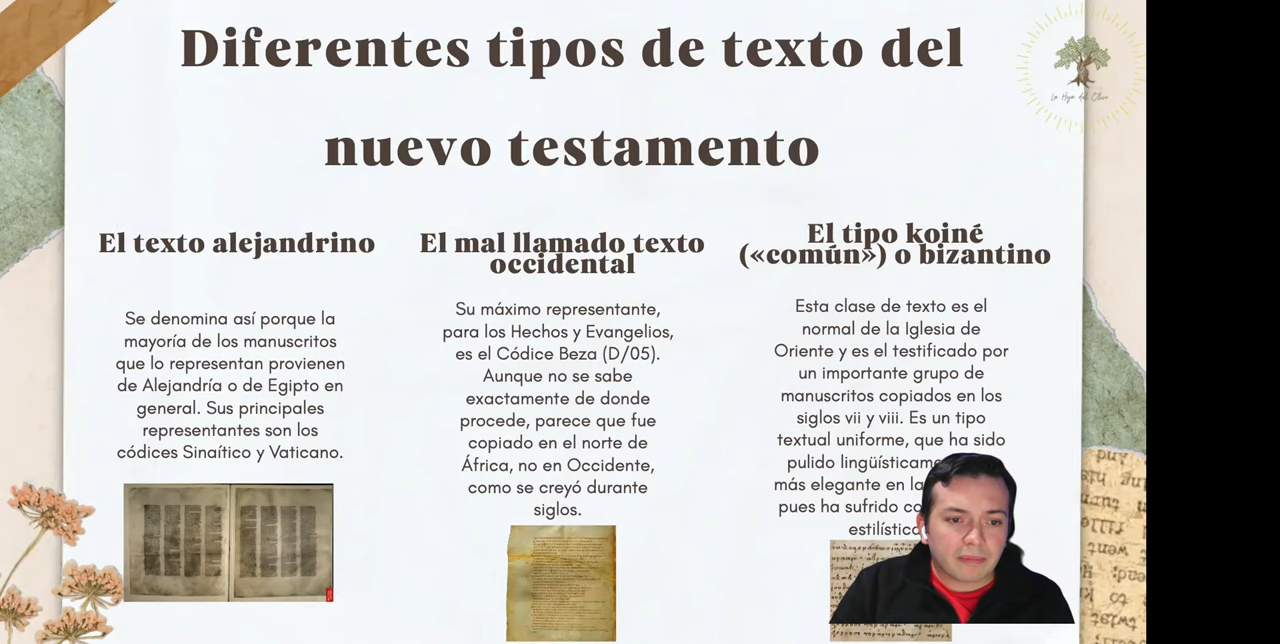 Diferentes tipos de texto del
nuevo testamento
La Hoja del Olivo
El texto alejandrino
Se denomina así porque la
mayoría de los manuscritos
que lo representan provienen
de Alejandría o de Egipto en
general. Sus principales
representantes son los
códices Sinaítico y Vaticano.
El mal llamado texto
occidental
Su máximo representante,
para los Hechos y Evangelios,
es el Códice Beza (D/05).
Aunque no se sabe
exactamente de donde
procede, parece que fue
copiado en el norte de
África, no en Occidente,
como se creyó durante
siglos.
El tipo koiné
(«común») o bizantino
Esta clase de texto es el
normal de la Iglesia de
Oriente y es el testificado por
un importante grupo de
manuscritos copiados en los
siglos vii y viii. Es un tipo
textual uniforme, que ha sido
pulido
más elegante en la
pues ha sufrido